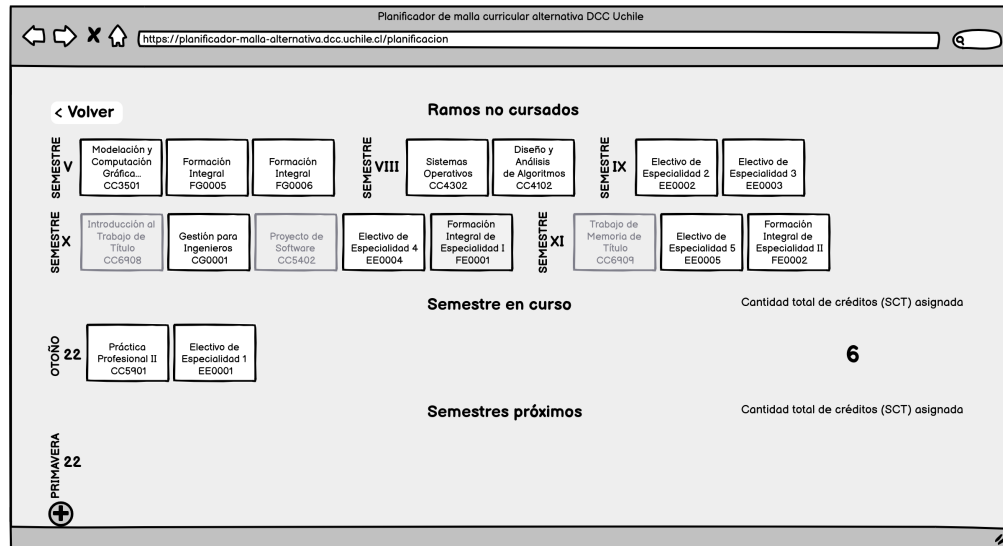 Planificador de malla curricular alternativa DCC Uchile
https://planificador-malla-alternativa.dcc.uchile.cl/planificacion
< Volver
Ramos no cursados
SEMESTRE
V
Modelación y
Computación
Gráfica...
CC3501
Formación
Integral
FG0005
Formación
Integral
FG0006
SEMESTRE
VIII
Sistemas
Operativos
CC4302
Diseño y
Análisis
de Algoritmos
CC4102
SEMESTRE
IX
Electivo de
Especialidad 2
EE0002
Electivo de
Especialidad 3
EE0003
SEMESTRE
X
Introducción al
Trabajo de
Título
CC6908
Gestión para
Ingenieros
CG0001
Proyecto de
Software
CC5402
Electivo de
Especialidad 4
EE0004
Formación
Integral de
Especialidad I
FE0001
SEMESTRE
XI
Trabajo de
Memoria de
Título
CC6909
Electivo de
Especialidad 5
EE0005
Formación
Integral de
Especialidad II
FE0002
Semestre en curso
Cantidad total de créditos (SCT) asignada
OTOÑO
22
Práctica
Profesional II
CC5901
Electivo de
Especialidad 1
EE0001
6
Semestres próximos
Cantidad total de créditos (SCT) asignada
PRIMAVERA
22